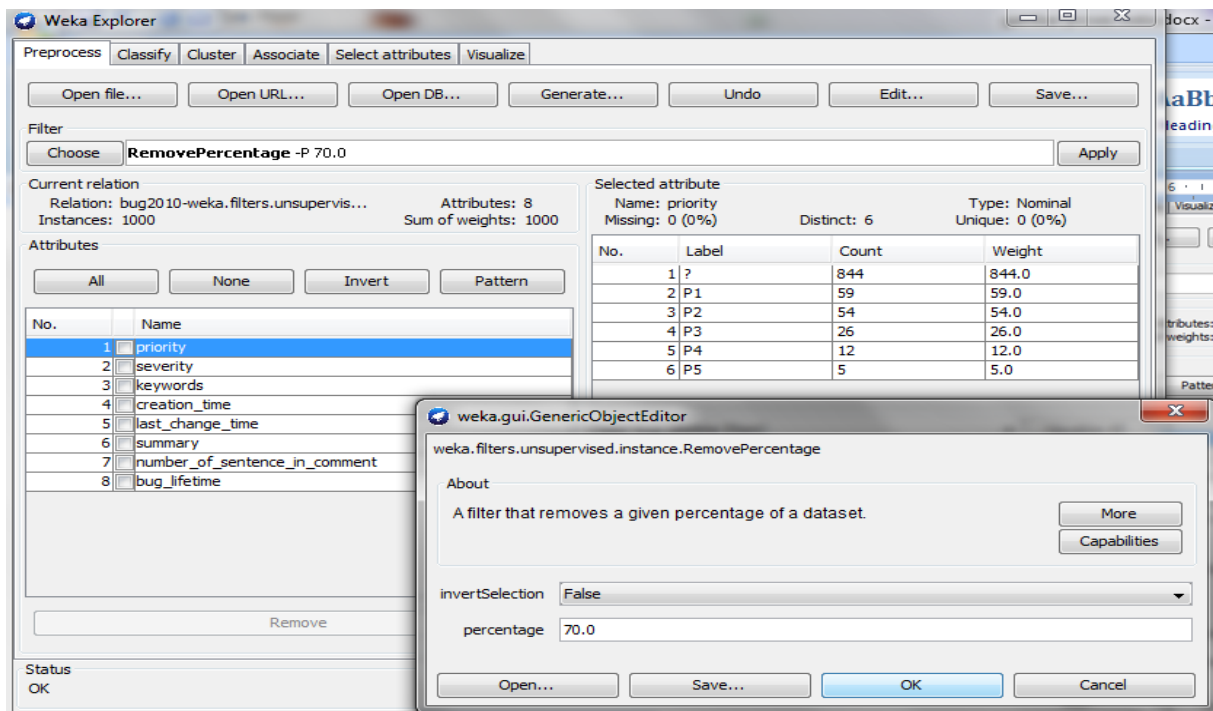 Weka Explorer
docx -
Preprocess Classify Cluster Associate Select attributes Visualize
Open file... Open URL... Open DB... Generate... Undo Edit... Save...
Filter
Choose RemovePercentage -P 70.0 Apply
Current relation
Relation: bug2010-weka.filters.unsupervis... Attributes: 8
Instances: 1000 Sum of weights: 1000
Selected attribute
Name: priority Type: Nominal
Missing: 0 (0%) Distinct: 6 Unique: 0 (0%)
Attributes
All None Invert Pattern
No. Name
1 priority
2 severity
3 keywords
4 creation_time
5 last_change_time
6 summary
7 number_of_sentence_in_comment
8 bug_lifetime
Remove
No. Label Count Weight
1 ? 844 844.0
2 P1 59 59.0
3 P2 54 54.0
4 P3 26 26.0
5 P4 12 12.0
6 P5 5 5.0
Status
OK
weka.gui.GenericObjectEditor
weka.filters.unsupervised.instance.RemovePercentage
About
A filter that removes a given percentage of a dataset.
More
Capabilities
invertSelection False
percentage 70.0
Open... Save... OK Cancel